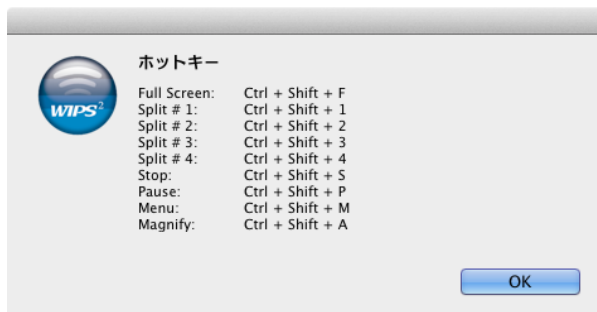 ホットキー
WIPS²
Full Screen: Ctrl + Shift + F
Split # 1: Ctrl + Shift + 1
Split # 2: Ctrl + Shift + 2
Split # 3: Ctrl + Shift + 3
Split # 4: Ctrl + Shift + 4
Stop: Ctrl + Shift + S
Pause: Ctrl + Shift + P
Menu: Ctrl + Shift + M
Magnify: Ctrl + Shift + A
OK